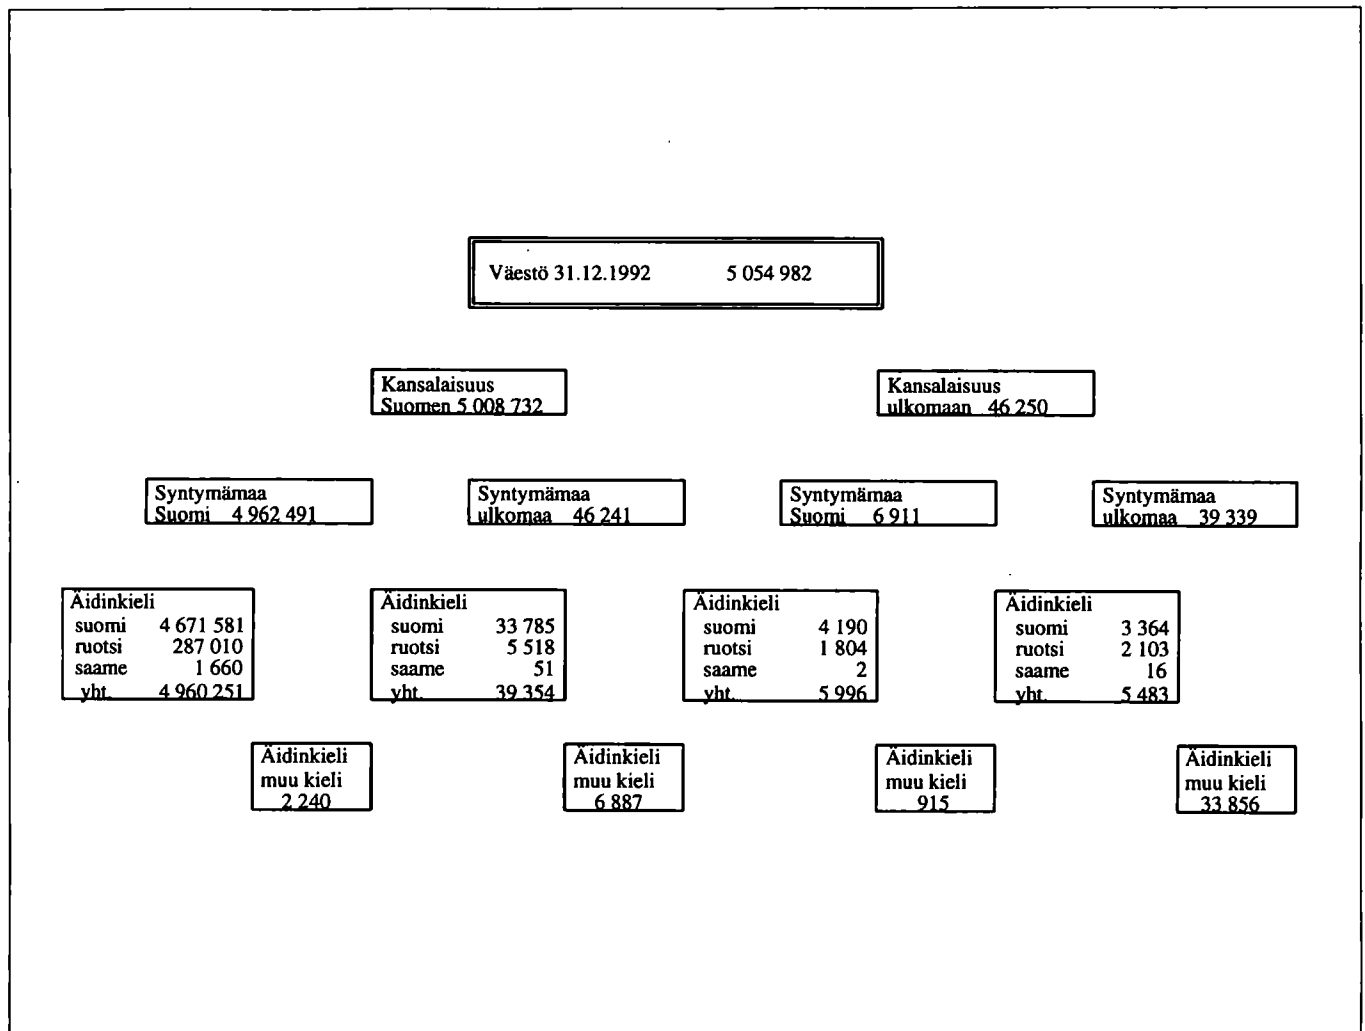 Väestö 31.12.1992 5 054 982
Kansalaisuus
Suomen 5 008 732
Kansalaisuus
ulkomaan 46 250
Syntymämaa
Suomi 4 962 491
Syntymämaa
ulkomaa 46 241
Syntymämaa
Suomi 6 911
Syntymämaa
ulkomaa 39 339
Äidinkieli
suomi 4 671 581
ruotsi 287 010
saame 1 660
yht. 4 960 251
Äidinkieli
suomi 33 785
ruotsi 5 518
saame 51
yht. 39 354
Äidinkieli
suomi 4 190
ruotsi 1 804
saame 2
yht. 5 996
Äidinkieli
suomi 3 364
ruotsi 2 103
saame 16
yht. 5 483
Äidinkieli
muu kieli
2 240
Äidinkieli
muu kieli
6 887
Äidinkieli
muu kieli
915
Äidinkieli
muu kieli
33 856